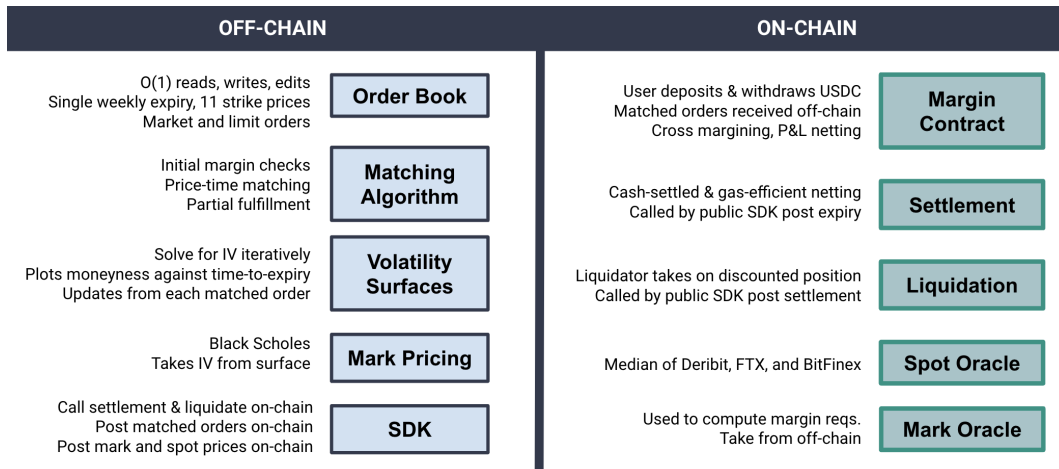 OFF-CHAIN
O(1) reads, writes, edits
Single weekly expiry, 11 strike prices
Market and limit orders
Order Book
Initial margin checks
Price-time matching
Partial fulfillment
Matching
Algorithm
Solve for IV iteratively
Plots moneyness against time-to-expiry
Updates from each matched order
Volatility
Surfaces
Black Scholes
Takes IV from surface
Mark Pricing
Call settlement & liquidate on-chain
Post matched orders on-chain
Post mark and spot prices on-chain
SDK
ON-CHAIN
User deposits & withdraws USDC
Matched orders received off-chain
Cross margining, P&L netting
Margin
Contract
Cash-settled & gas-efficient netting
Called by public SDK post expiry
Settlement
Liquidator takes on discounted position
Called by public SDK post settlement
Liquidation
Median of Deribit, FTX, and BitFinex
Spot Oracle
Used to compute margin reqs.
Take from off-chain
Mark Oracle